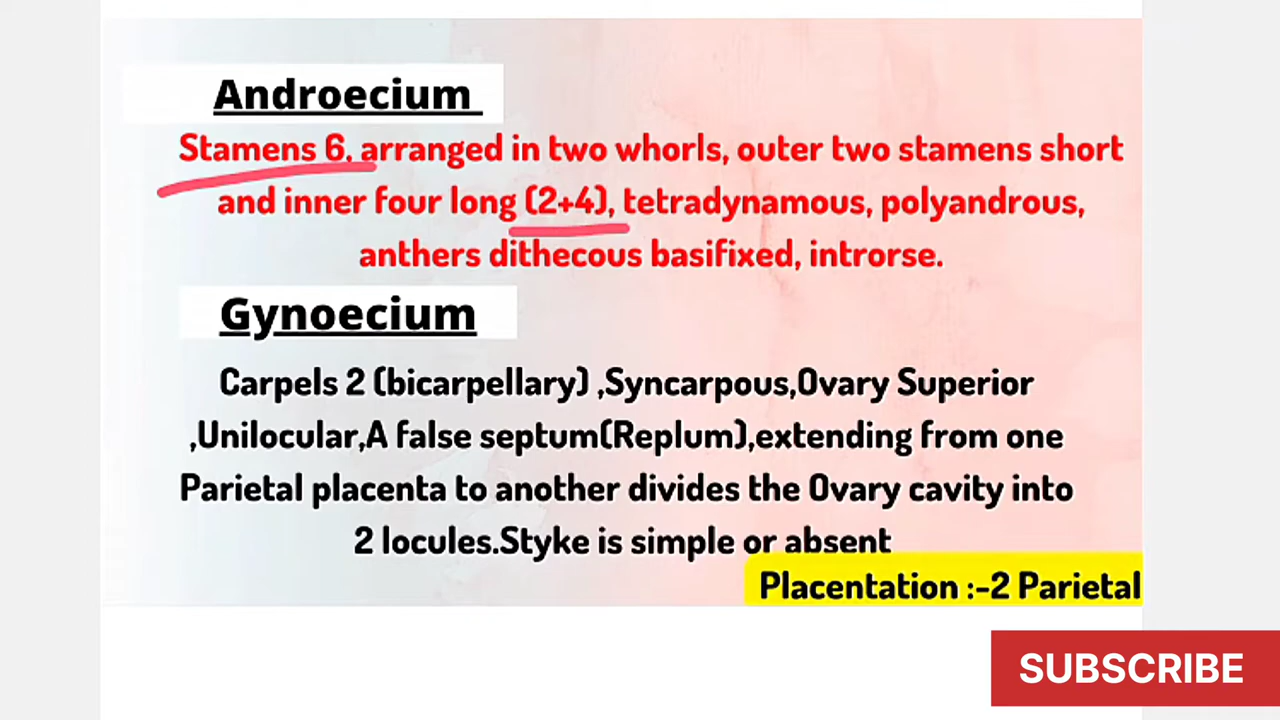 Androecium
Stamens 6. arranged in two whorls, outer two stamens short
and inner four long (2+4), tetradynamous, polyandrous,
anthers dithecous basifixed, introrse.
Gynoecium
Carpels 2 (bicarpellary) ,Syncarpous,Ovary Superior
,Unilocular,A false septum(Replum),extending from one
Parietal placenta to another divides the Ovary cavity into
2 locules.Styke is simple or absent
Placentation :-2 Parietal
SUBSCRIBE